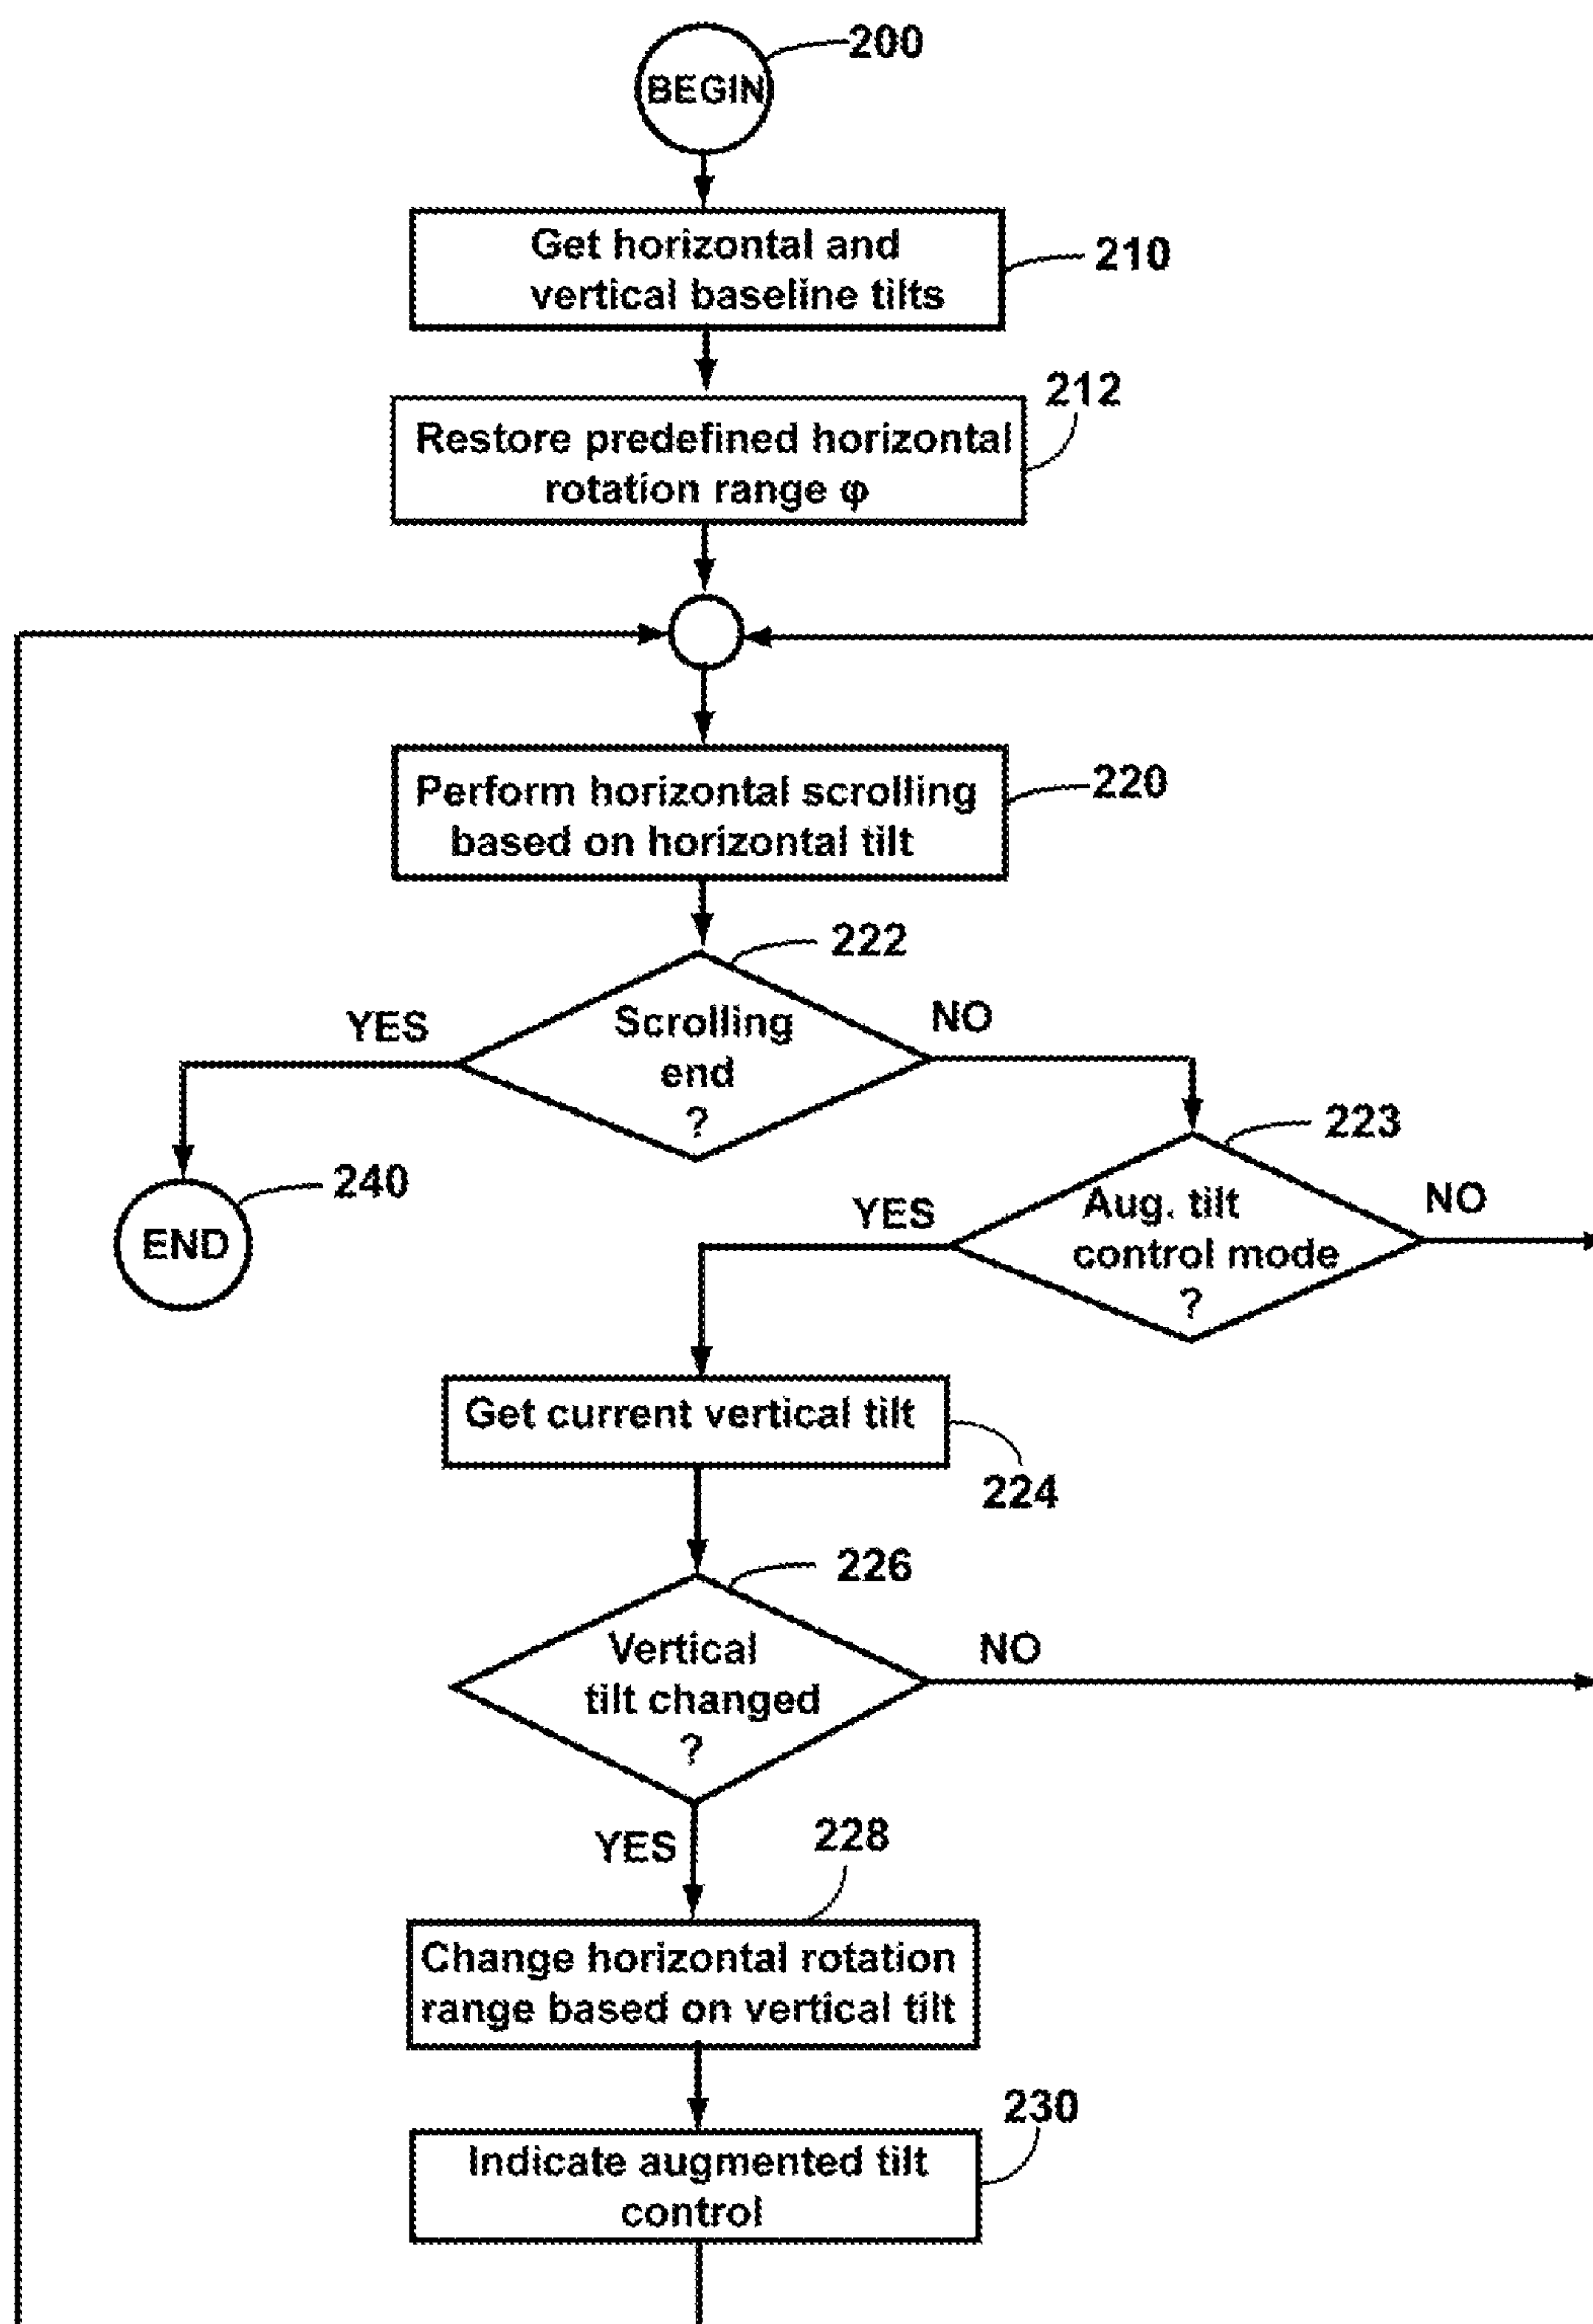 BEGIN
200
Get horizontal and
vertical baseline tilts
210
212
Restore predefined horizontal
rotation range φ
Perform horizontal scrolling
based on horizontal tilt
220
222
YES
Scrolling
end
?
NO
223
240
END
YES
Aug. tilt
control mode
?
NO
Get current vertical tilt
224
226
Vertical
tilt changed
?
NO
YES
228
Change horizontal rotation
range based on vertical tilt
230
Indicate augmented tilt
control